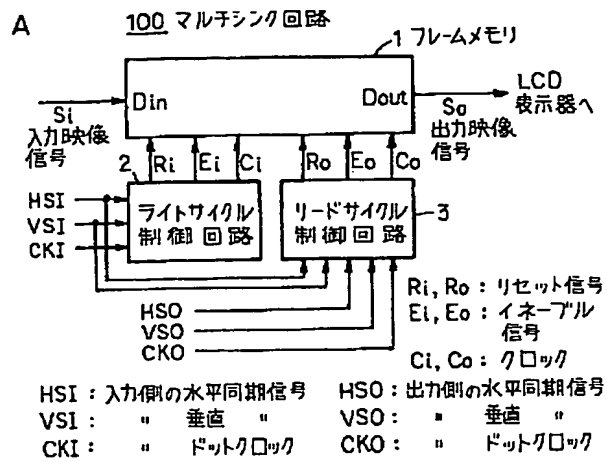 A
100 マルチシンク回路
1 フレームメモリ
Din
Dout
Si
入力映像
信号
So
出力映像
信号
LCD
表示器へ
2
Ri
Ei
Ci
Ro
Eo
Co
HSI
VSI
CKI
ライトサイクル
制御回路
リードサイクル
制御回路
3
HSO
VSO
CKO
Ri, Ro : リセット信号
Ei, Eo : イネーブル
信号
Ci, Co : クロック
HSI : 入力側の水平同期信号
VSI : 〃 垂直 〃
CKI : 〃 ドットクロック
HSO : 出力側の水平同期信号
VSO : 〃 垂直 〃
CKO : 〃 ドットクロック